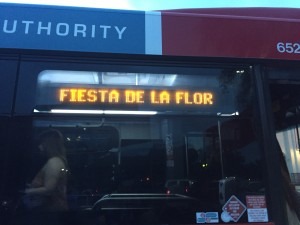 UTHORITY
652
FIESTA DE LA FLOR